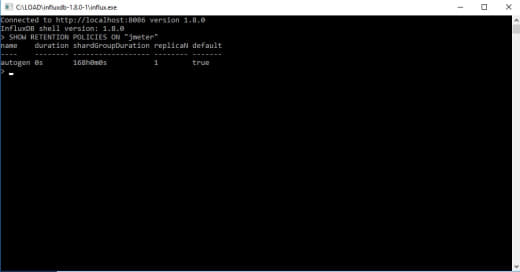 C:\LOAD\influxdb-1.8.0-1\influx.exe
Connected to http://localhost:8086 version 1.8.0
InfluxDB shell version: 1.8.0
> SHOW RETENTION POLICIES ON "jmeter"
name    duration shardGroupDuration replicaN default
----    -------- ------------------ -------- -------
autogen 0s       168h0m0s           1        true
>